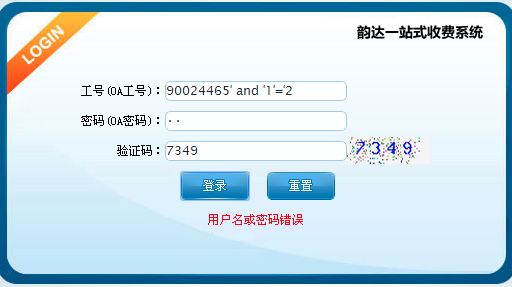 LOGIN
韵达一站式收费系统
工号(OA工号)：90024465' and '1'='2
密码(OA密码)：··
验证码：7349 7349
登录 重置
用户名或密码错误